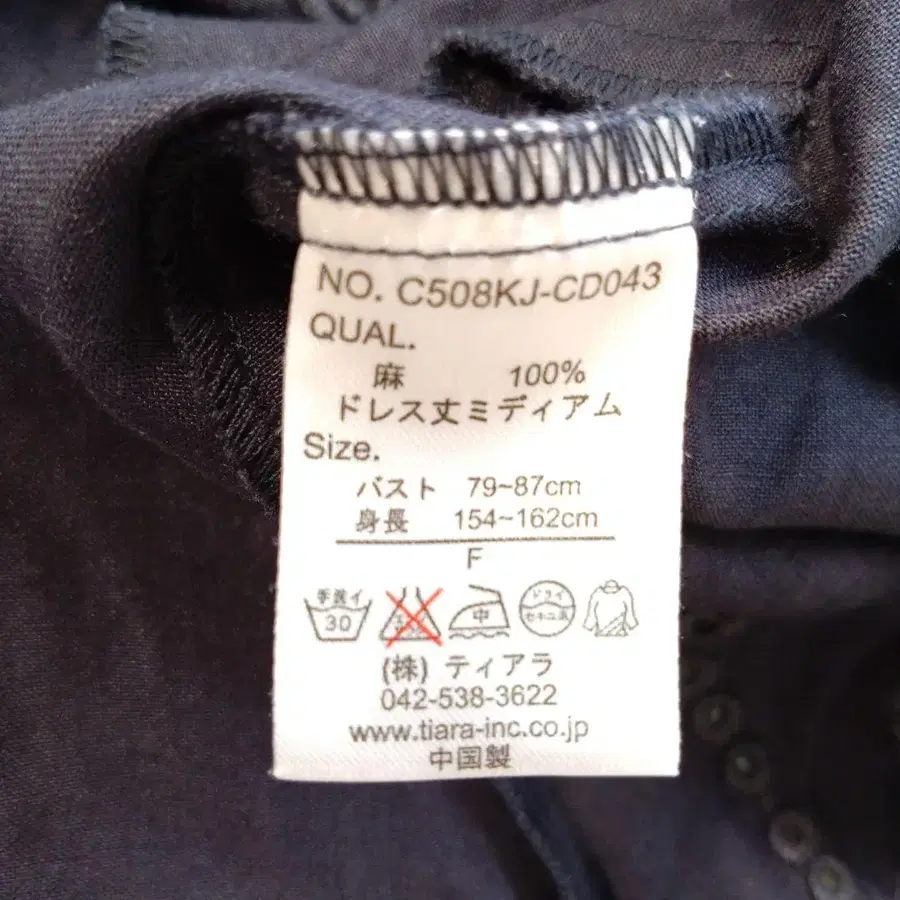 NO. C508KJ-CD043
QUAL.
麻 100%
ドレス丈ミディアム
Size.
バスト 79~87cm
身長 154~162cm
F
手洗イ 30 中 ドライ セキユ系
(株) ティアラ
042-538-3622
www.tiara-inc.co.jp
中国製